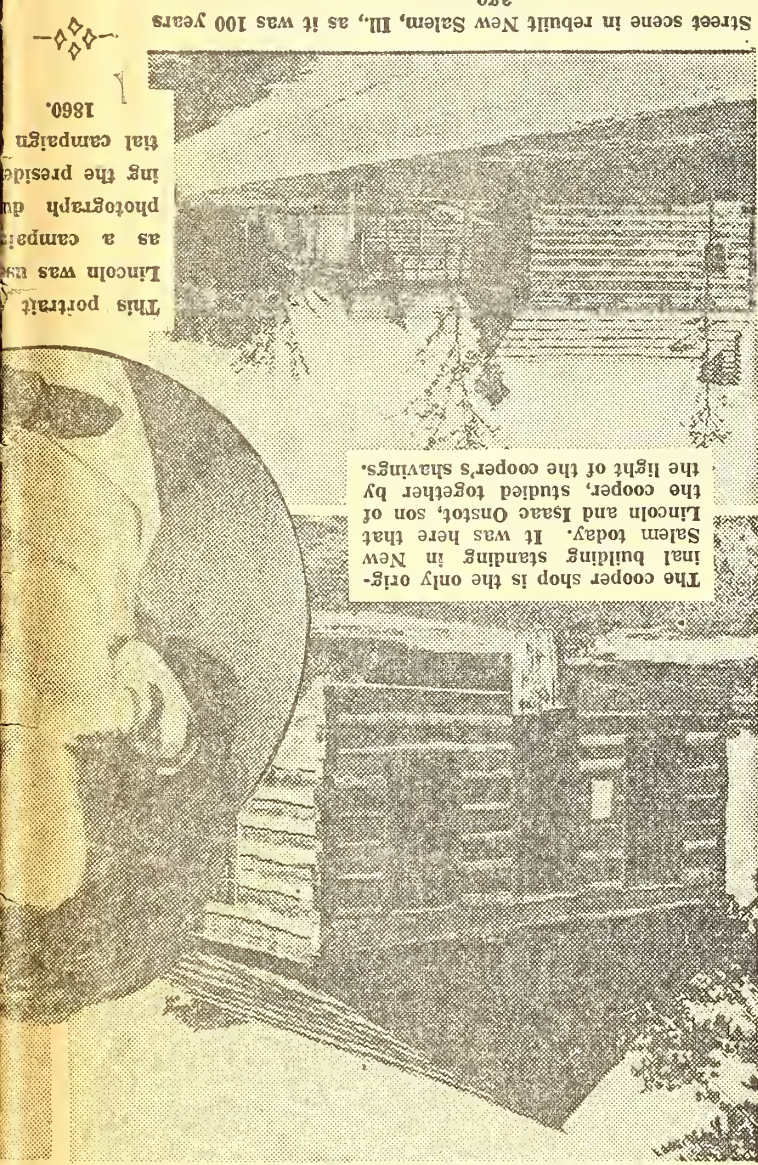 The cooper shop is the only orig-
inal building standing in New
Salem today. It was here that
Lincoln and Isaac Onstot, son of
the cooper, studied together by
the light of the cooper's shavings.
This portrait
Lincoln was
as a
photograph
ing the
tial campaign
1860.
Street scene in rebuilt New Salem, Ill., as it was 100 years
ago